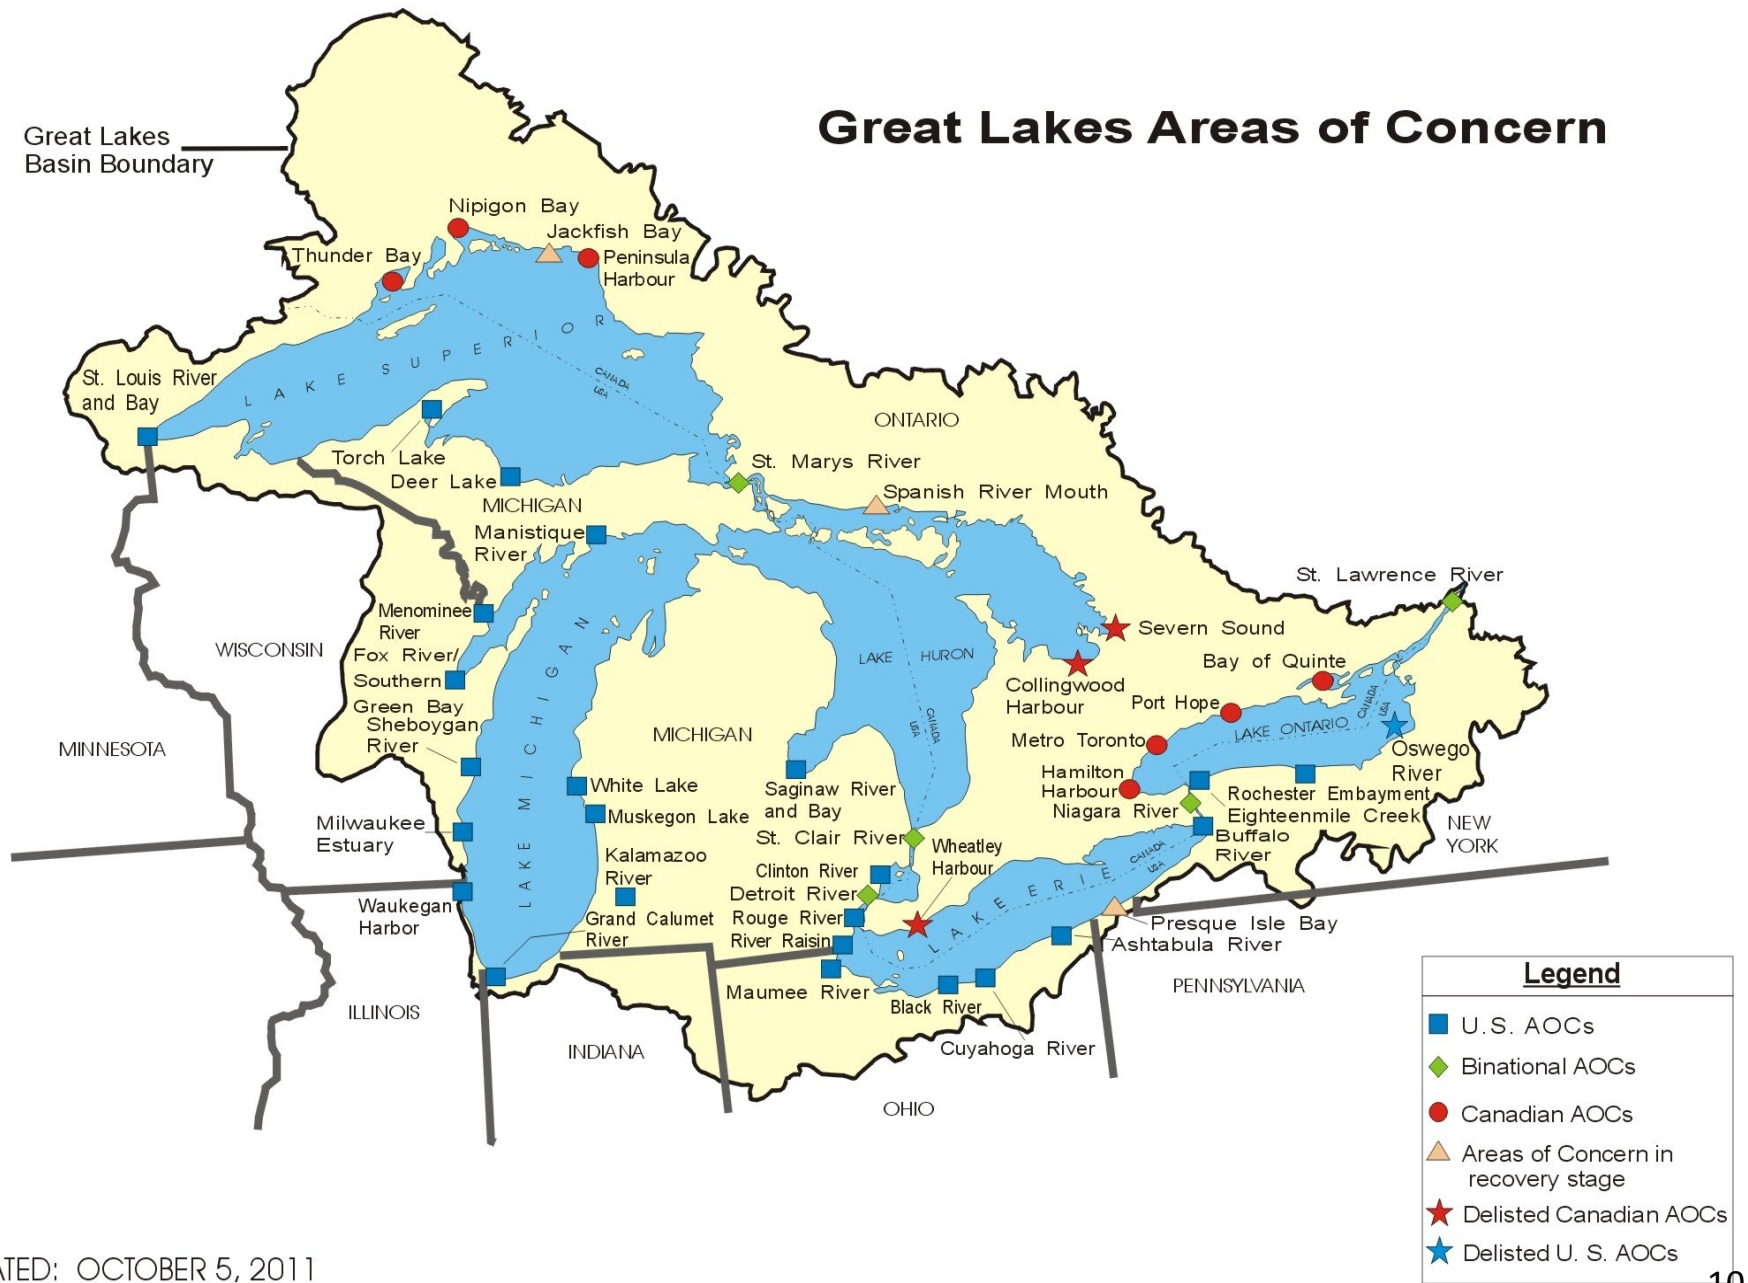 Great Lakes Areas of Concern
Great Lakes
Basin Boundary
Nipigon Bay
Jackfish Bay
Thunder Bay
Peninsula
Harbour
LAKE SUPERIOR
CANADA
USA
St. Louis River
and Bay
Torch Lake
Deer Lake
MICHIGAN
ONTARIO
St. Marys River
Spanish River Mouth
Manistique
River
St. Lawrence River
Menominee
River
WISCONSIN
Fox River/
Southern
Green Bay
Severn Sound
LAKE HURON
CANADA
USA
Collingwood
Harbour
Bay of Quinte
Port Hope
CANADA
USA
LAKE ONTARIO
Metro Toronto
Oswego
River
Hamilton
Harbour
Niagara River
Rochester Embayment
Eighteenmile Creek
Buffalo
River
NEW
YORK
MINNESOTA
Sheboygan
River
LAKE MICHIGAN
MICHIGAN
White Lake
Muskegon Lake
Saginaw River
and Bay
St. Clair River
Wheatley
Harbour
Milwaukee
Estuary
Kalamazoo
River
Clinton River
Detroit River
Rouge River
River Raisin
LAKE ERIE
CANADA
USA
Waukegan
Harbor
Grand Calumet
River
Presque Isle Bay
Ashtabula River
Maumee River
Black River
Cuyahoga River
PENNSYLVANIA
ILLINOIS
INDIANA
OHIO
Legend
U.S. AOCs
Binational AOCs
Canadian AOCs
Areas of Concern in
recovery stage
Delisted Canadian AOCs
Delisted U. S. AOCs
ATED: OCTOBER 5, 2011